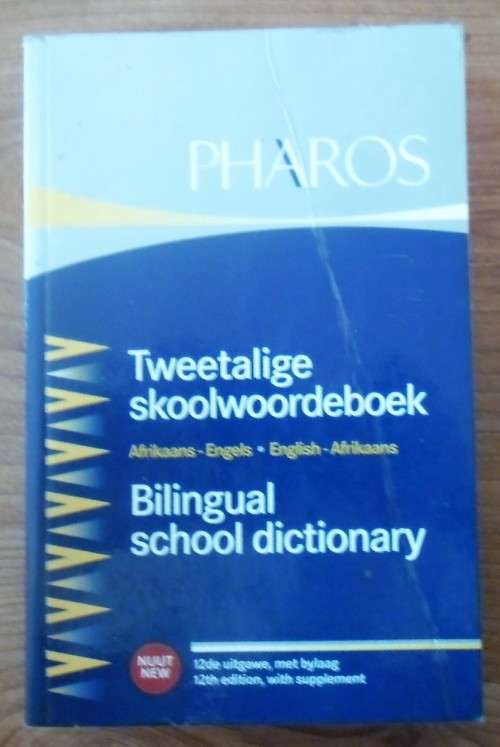 PHAROS
Tweetalige
skoolwoordeboek
Afrikaans - Engels • English - Afrikaans
Bilingual
school dictionary
NUUT
NEW
12de uitgawe, met bylaag
12th edition, with supplement